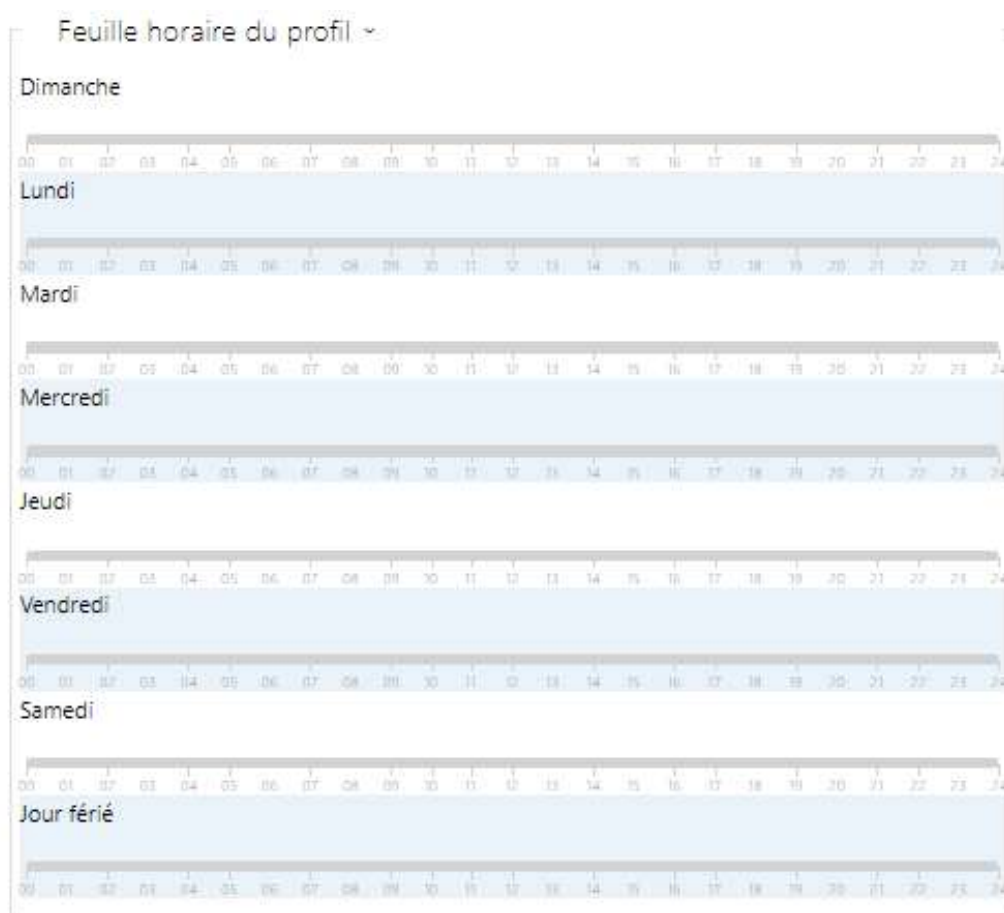 Feuille horaire du profil
Dimanche
00 01 02 03 04 05 06 07 08 09 10 11 12 13 14 15 16 17 18 19 20 21 22 23 24
Lundi
00 01 02 03 04 05 06 07 08 09 10 11 12 13 14 15 16 17 18 19 20 21 22 23 24
Mardi
00 01 02 03 04 05 06 07 08 09 10 11 12 13 14 15 16 17 18 19 20 21 22 23 24
Mercredi
00 01 02 03 04 05 06 07 08 09 10 11 12 13 14 15 16 17 18 19 20 21 22 23 24
Jeudi
00 01 02 03 04 05 06 07 08 09 10 11 12 13 14 15 16 17 18 19 20 21 22 23 24
Vendredi
00 01 02 03 04 05 06 07 08 09 10 11 12 13 14 15 16 17 18 19 20 21 22 23 24
Samedi
00 01 02 03 04 05 06 07 08 09 10 11 12 13 14 15 16 17 18 19 20 21 22 23 24
Jour férié
00 01 02 03 04 05 06 07 08 09 10 11 12 13 14 15 16 17 18 19 20 21 22 23 24